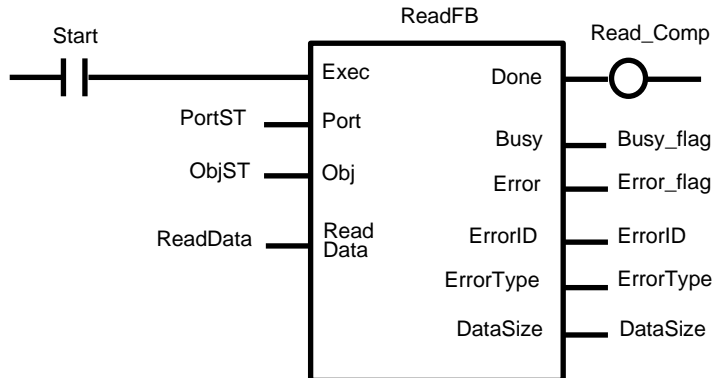 ReadFB
Start
Read_Comp
Exec
Done
PortST
Port
Busy
Busy_flag
ObjST
Obj
Error
Error_flag
ReadData
Read
Data
ErrorID
ErrorID
ErrorType
ErrorType
DataSize
DataSize